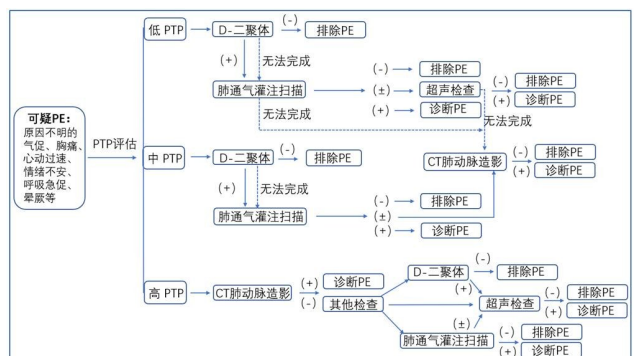 低 PTP
D-二聚体
(-)
排除PE
(+)
无法完成
肺通气灌注扫描
(-)
排除PE
(±)
超声检查
(-)
排除PE
(+)
诊断PE
(+)
诊断PE
无法完成
无法完成
可疑PE：
原因不明的
气促、胸痛、
心动过速、
情绪不安、
呼吸急促、
晕厥等
PTP评估
中 PTP
D-二聚体
(-)
排除PE
(+)
无法完成
肺通气灌注扫描
(-)
排除PE
(±)
(+)
诊断PE
CT肺动脉造影
(-)
排除PE
(+)
诊断PE
高 PTP
CT肺动脉造影
(+)
诊断PE
(-)
其他检查
D-二聚体
(-)
排除PE
(+)
超声检查
(-)
排除PE
(+)
诊断PE
(±)
肺通气灌注扫描
(-)
排除PE
(+)
诊断PE